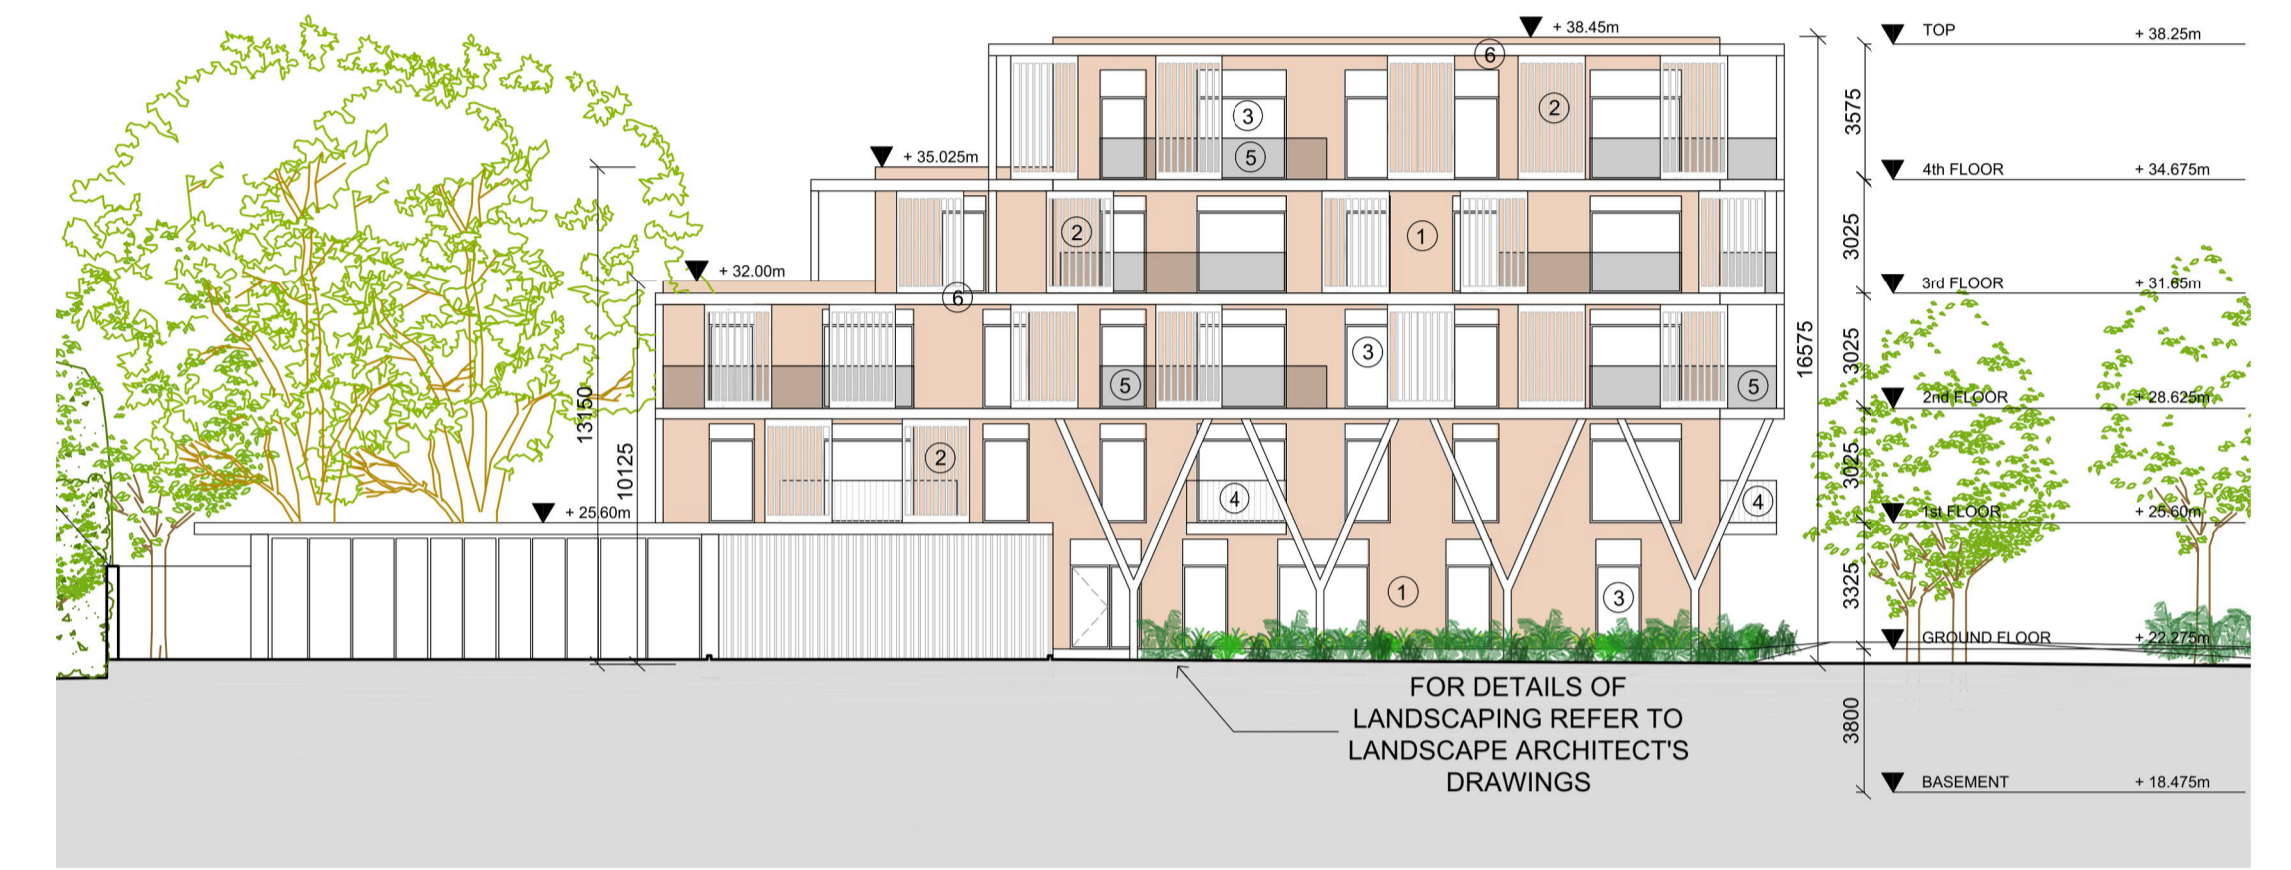 + 38.45m
TOP + 38.25m
6
2
3
3575
5
+ 35.025m
4th FLOOR + 34.675m
2
1
3025
+ 32.00m
3rd FLOOR + 31.65m
6
3
3025
16575
5
5
2nd FLOOR + 28.625m
13150
10125
2
3025
4
4
+ 25.60m
1st FLOOR + 25.60m
1
3
3325
GROUND FLOOR + 22.275m
FOR DETAILS OF
LANDSCAPING REFER TO
LANDSCAPE ARCHITECT'S
DRAWINGS
3800
BASEMENT + 18.475m